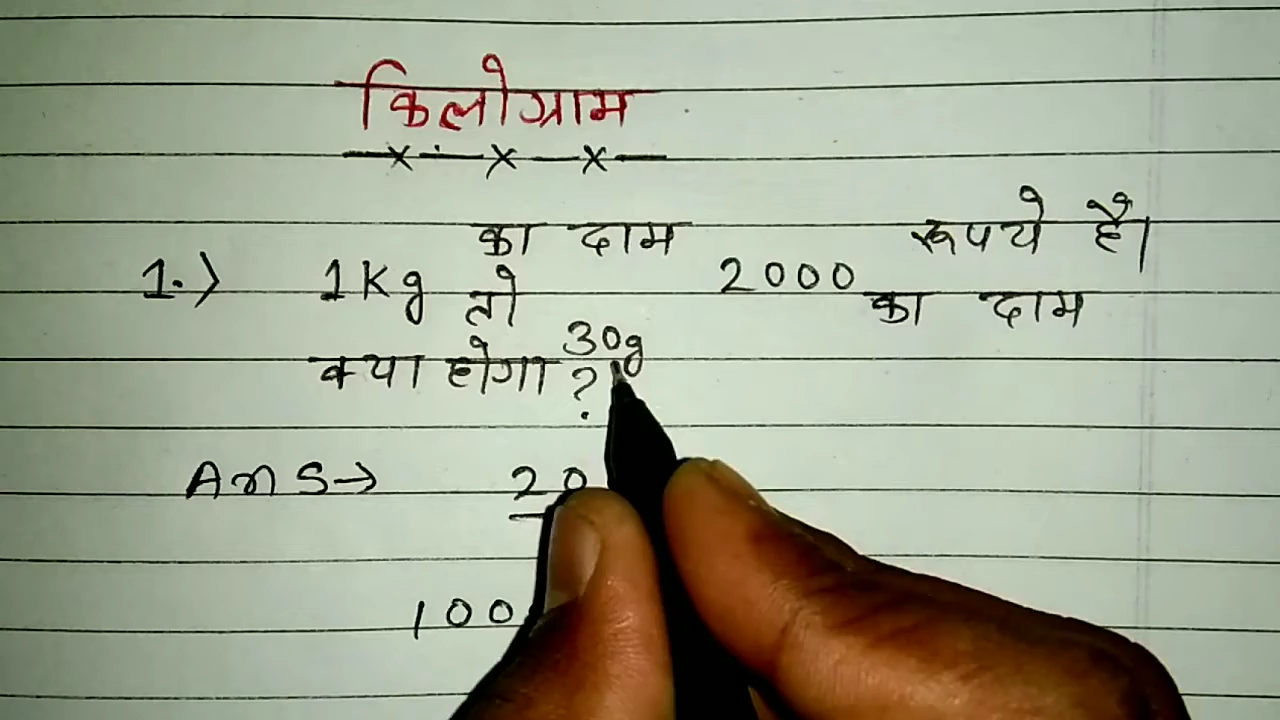 किलोग्राम
1.) 1Kg का दाम 2000 रूपये है।
तो 30g का दाम
क्या होगा ?
Ans→ 20
100